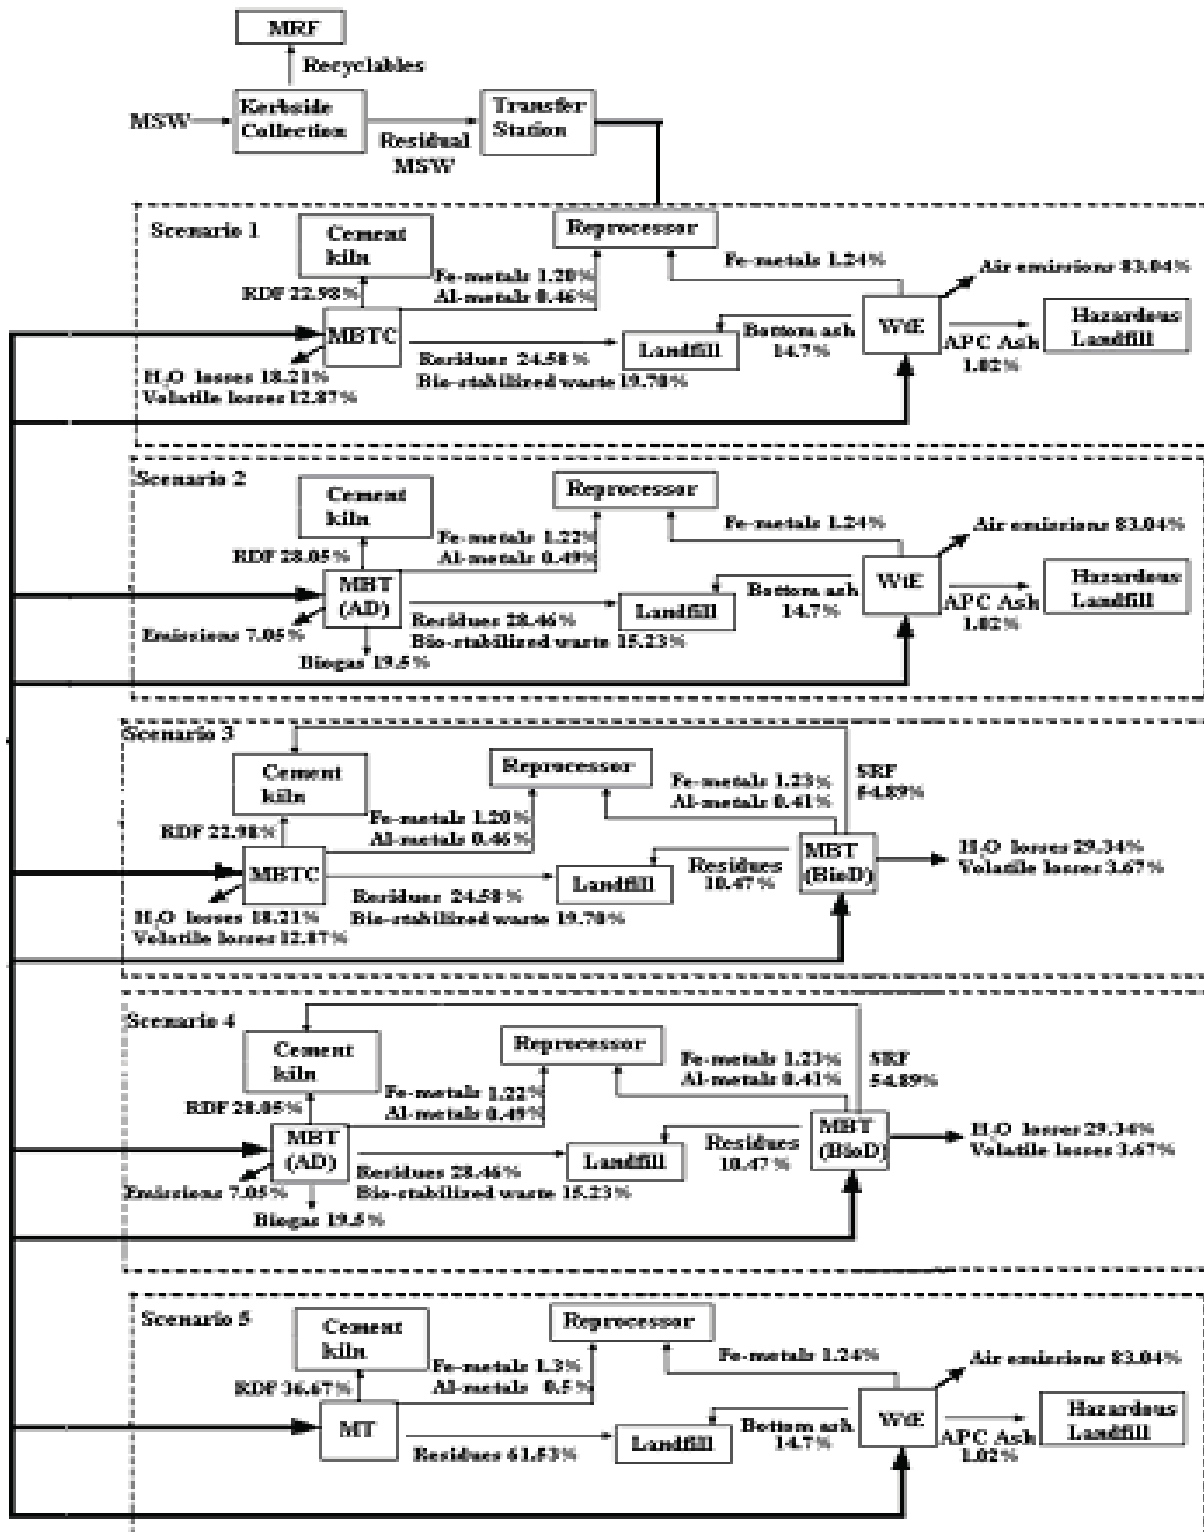 MRF
Recyclables
MSW
Kerbside
Collection
Residual
MSW
Transfer
Station
Scenario 1
Cement
kiln
Reprocessor
Fe-metals 1.20%
Al-metals 0.46%
RDF 22.98%
Fe-metals 1.24%
Air emissions 83.04%
MBTC
Landfill
Bottom ash
14.7%
WtE
APC Ash
1.02%
Hazardous
Landfill
Residues 24.58%
Bio-stabilized waste 19.70%
H2O losses 18.21%
Volatile losses 12.87%
Scenario 2
Cement
kiln
Reprocessor
Fe-metals 1.22%
Al-metals 0.49%
RDF 28.05%
Fe-metals 1.24%
Air emissions 83.04%
MBT
(AD)
Landfill
Bottom ash
14.7%
WtE
APC Ash
1.02%
Hazardous
Landfill
Residues 28.46%
Bio-stabilized waste 15.23%
Emissions 7.05%
Biogas 19.5%
Scenario 3
Cement
kiln
Reprocessor
Fe-metals 1.20%
Al-metals 0.46%
RDF 22.98%
Fe-metals 1.23%
Al-metals 0.41%
SRF
54.89%
MBTC
Landfill
Residues
10.47%
MBT
(BioD)
H2O losses 29.34%
Volatile losses 3.67%
Residues 24.58%
Bio-stabilized waste 19.70%
H2O losses 18.21%
Volatile losses 12.87%
Scenario 4
Cement
kiln
Reprocessor
Fe-metals 1.22%
Al-metals 0.49%
RDF 28.05%
Fe-metals 1.23%
Al-metals 0.41%
SRF
54.89%
MBT
(AD)
Landfill
Residues
10.47%
MBT
(BioD)
H2O losses 29.34%
Volatile losses 3.67%
Residues 28.46%
Bio-stabilized waste 15.23%
Emissions 7.05%
Biogas 19.5%
Scenario 5
Cement
kiln
Reprocessor
Fe-metals 1.3%
Al-metals 0.5%
RDF 36.67%
Fe-metals 1.24%
Air emissions 83.04%
MT
Residues 61.53%
Landfill
Bottom ash
14.7%
WtE
APC Ash
1.02%
Hazardous
Landfill